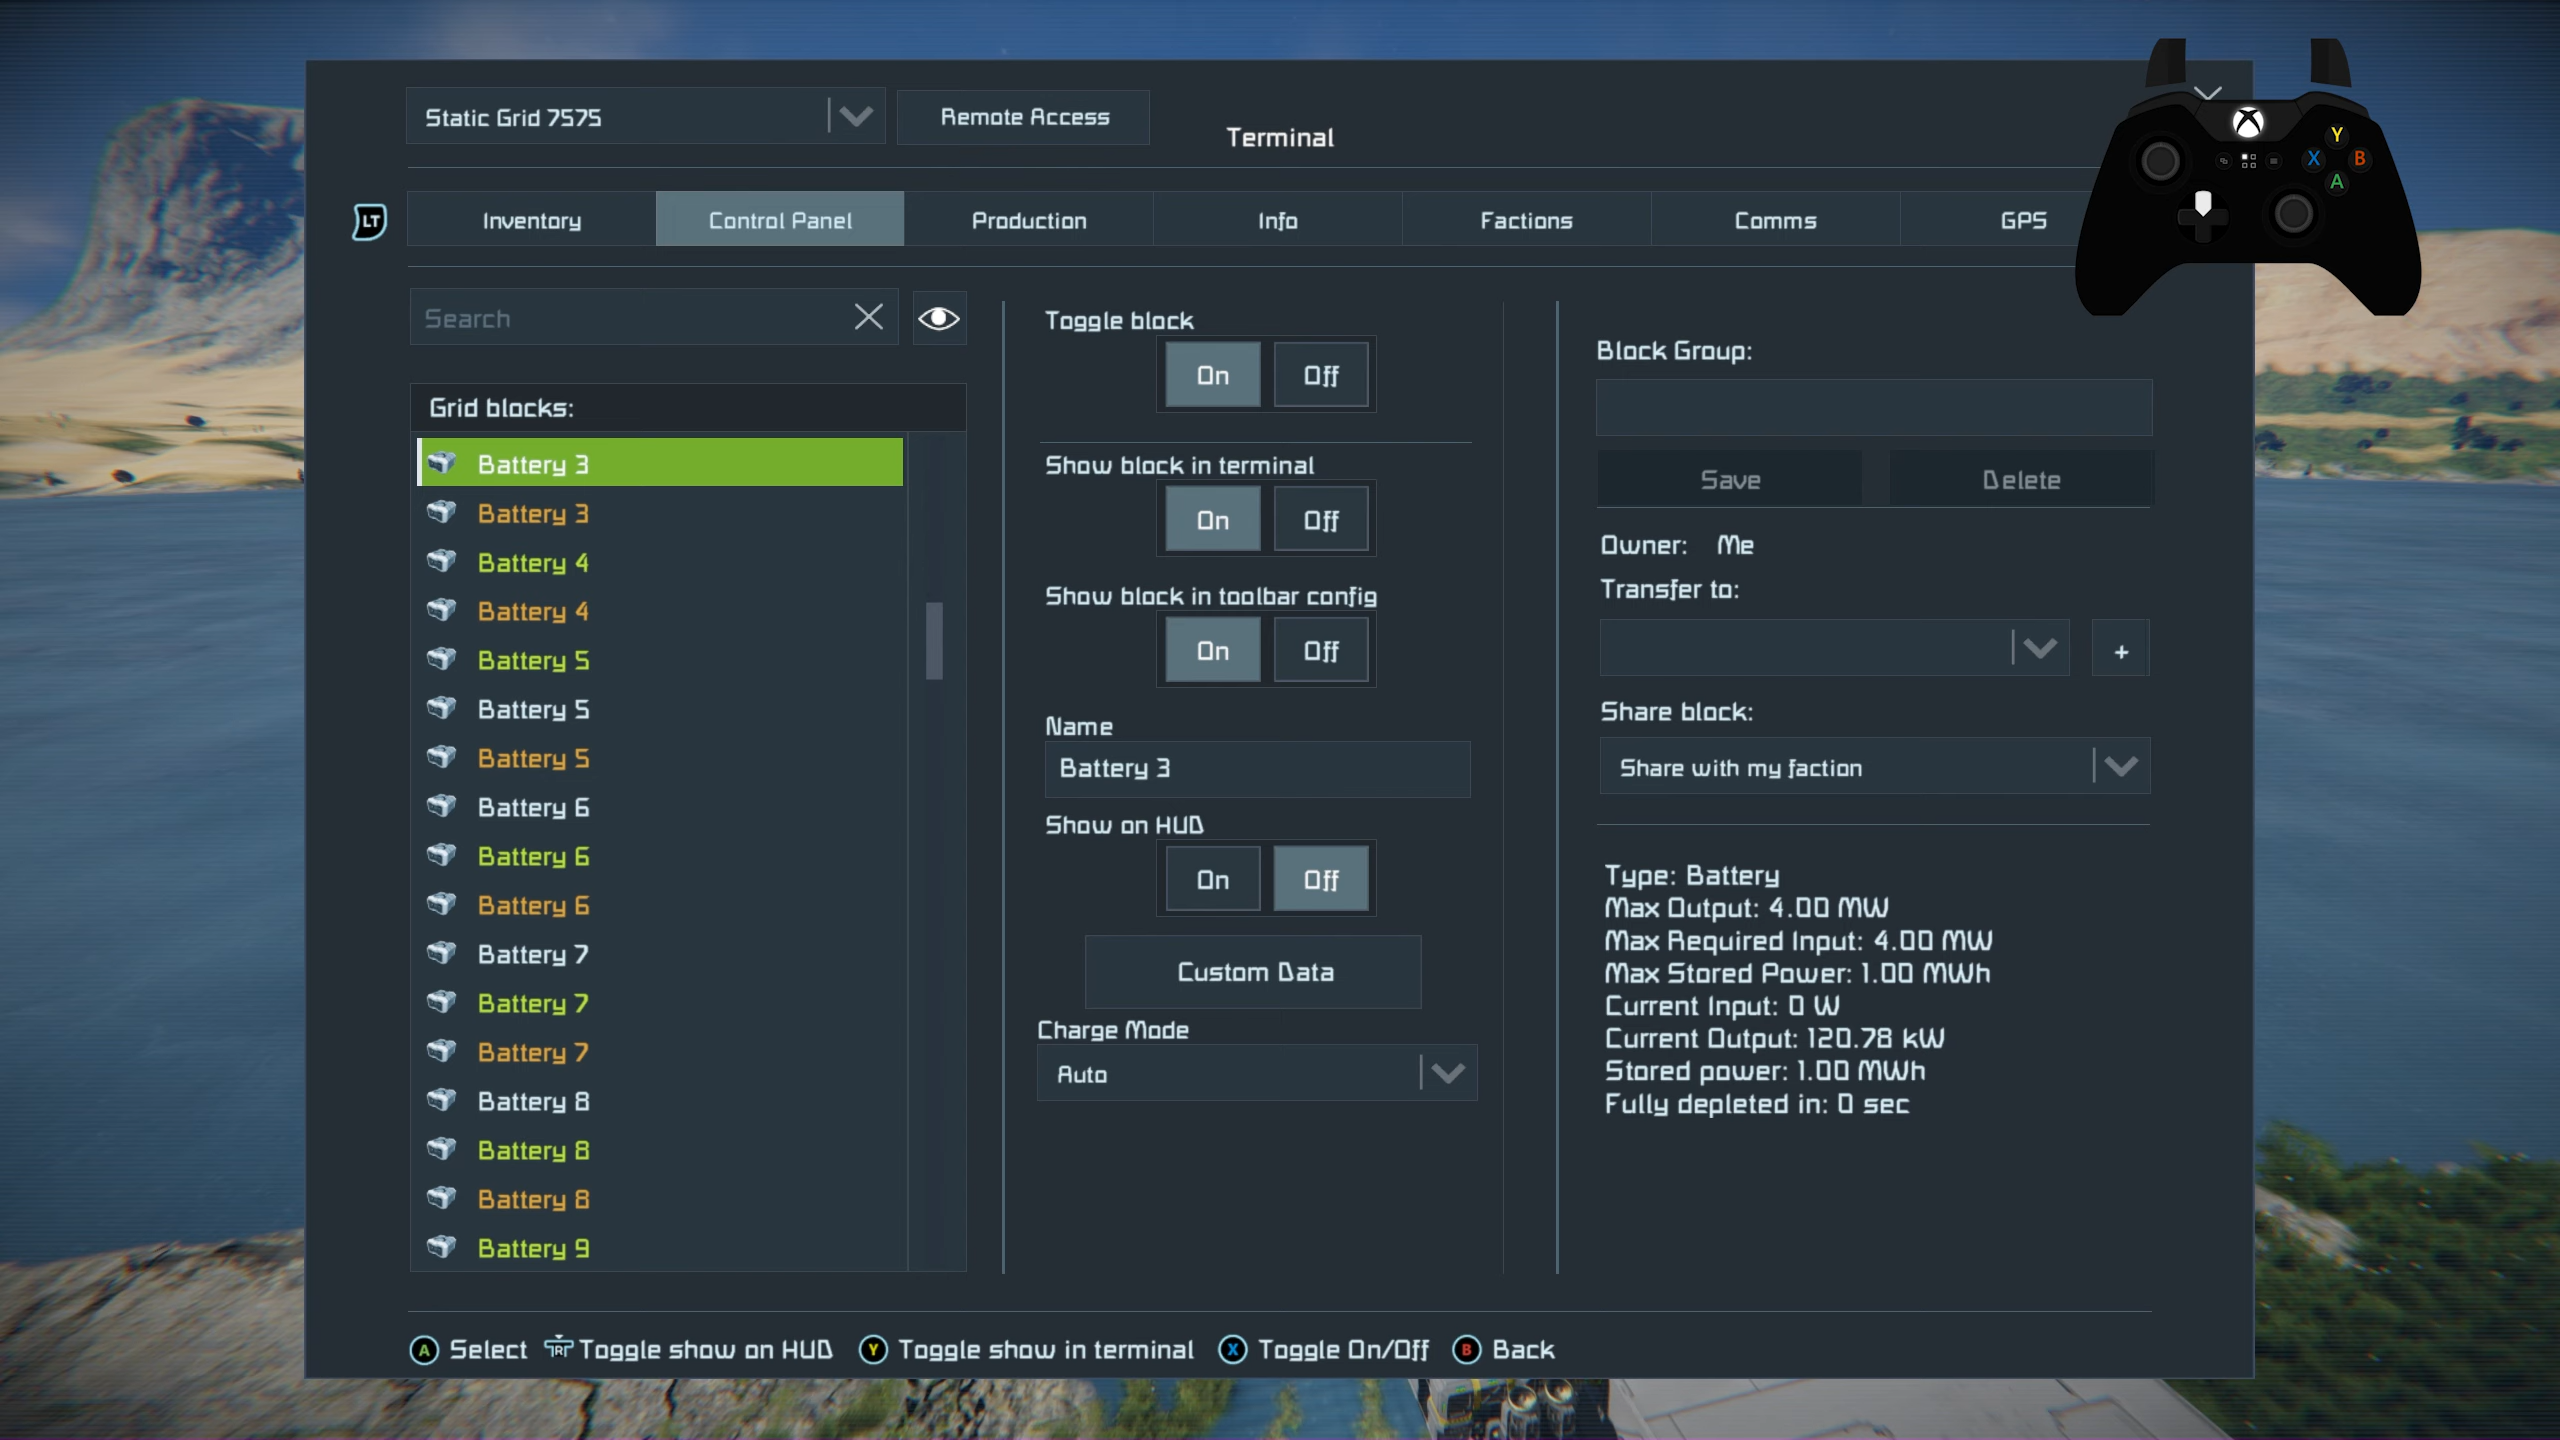 Static Grid 7575
Remote Access
Terminal
LT
Inventory
Control Panel
Production
Info
Factions
Comms
GPS
Y
X
B
A
Search
Grid blocks:
Battery 3
Battery 3
Battery 4
Battery 4
Battery 5
Battery 5
Battery 5
Battery 6
Battery 6
Battery 6
Battery 7
Battery 7
Battery 7
Battery 8
Battery 8
Battery 8
Battery 9
Toggle block
On Off
Show block in terminal
On Off
Show block in toolbar config
On Off
Name
Battery 3
Show on HUD
On Off
Custom Data
Charge Mode
Auto
Block Group:
Save Delete
Owner: Me
Transfer to:
+
Share block:
Share with my faction
Type: Battery
Max Output: 4.00 MW
Max Required Input: 4.00 MW
Max Stored Power: 1.00 MWh
Current Input: 0 W
Current Output: 120.78 kW
Stored power: 1.00 MWh
Fully depleted in: 0 sec
A Select R Toggle show on HUD Y Toggle show in terminal X Toggle On/Off B Back